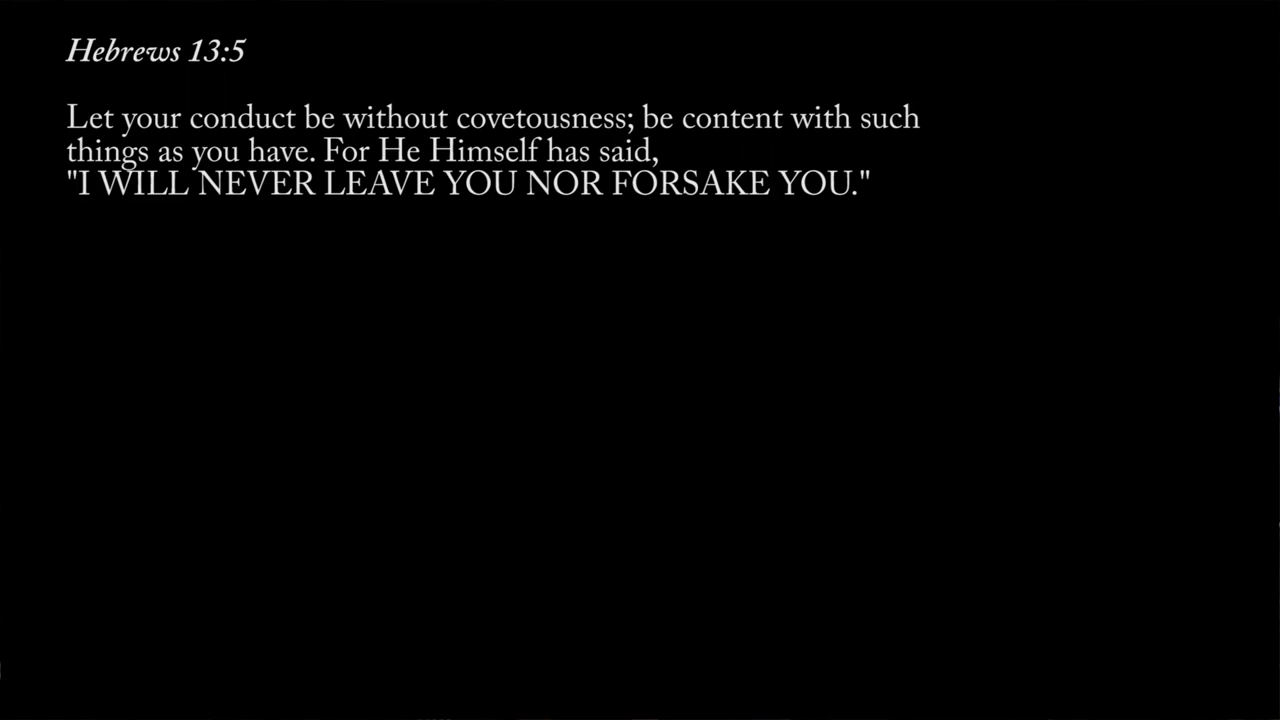 Hebrews 13:5
Let your conduct be without covetousness; be content with such
things as you have. For He Himself has said,
"I WILL NEVER LEAVE YOU NOR FORSAKE YOU."